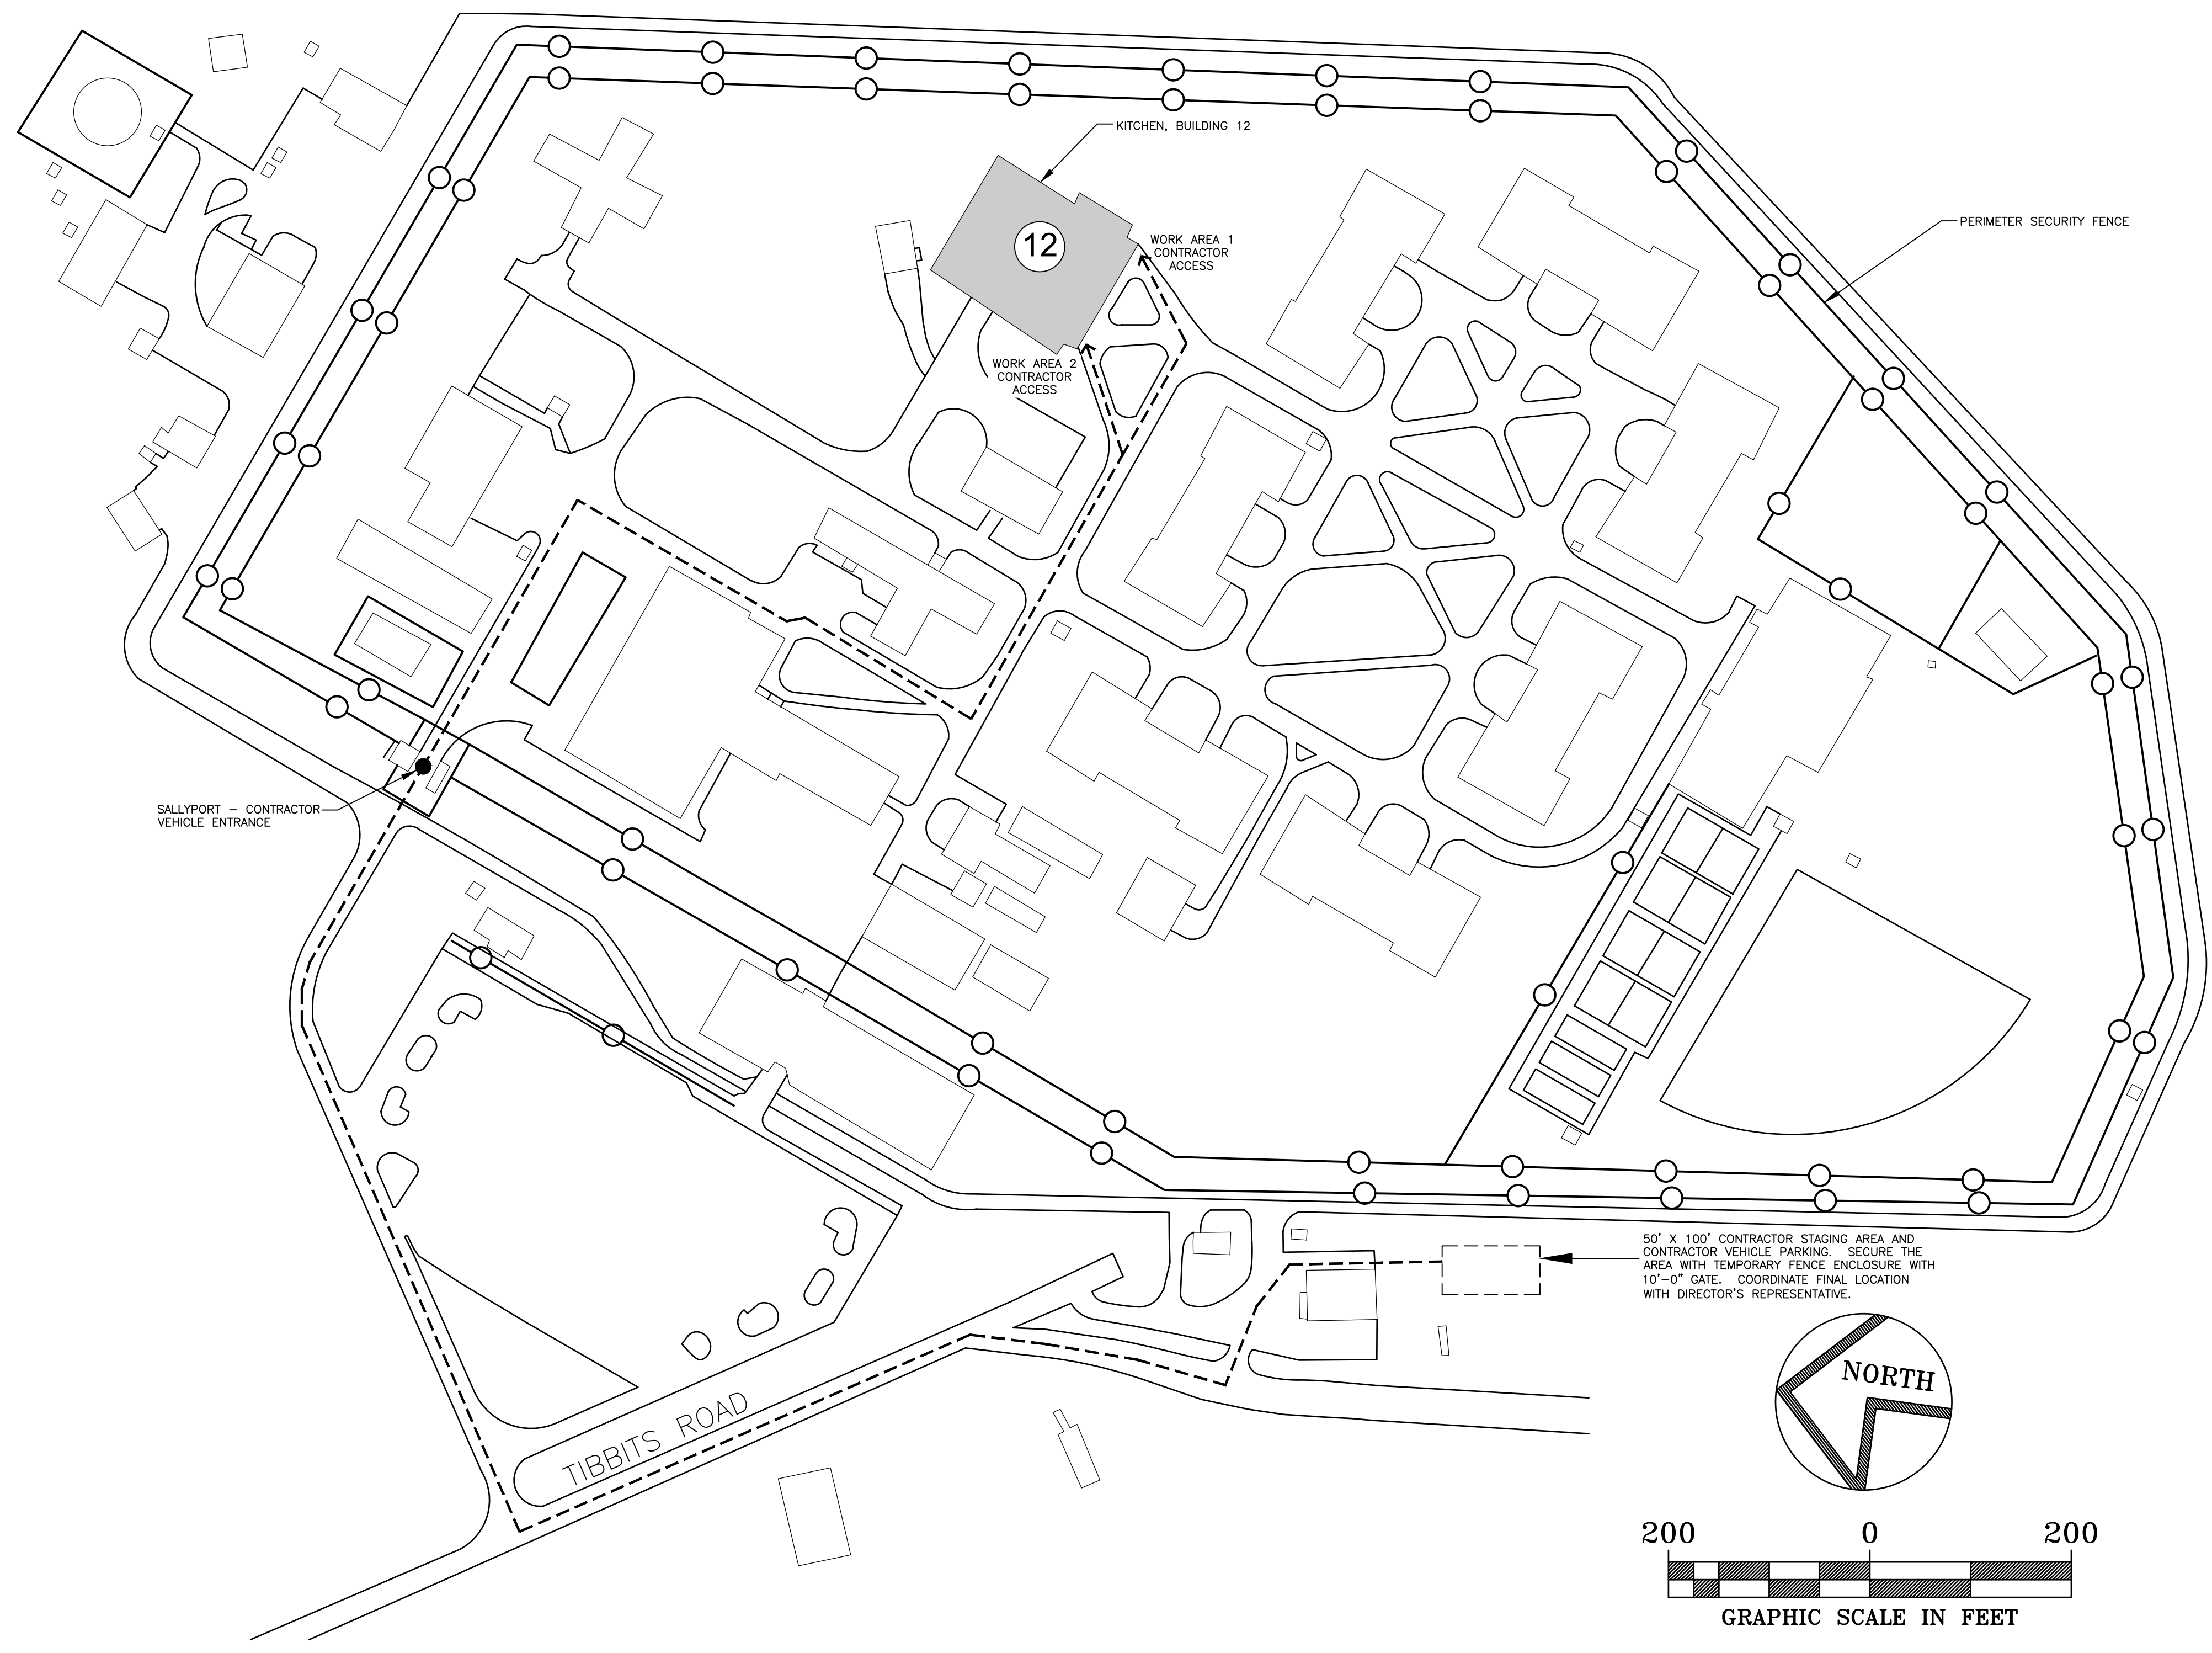 KITCHEN, BUILDING 12
12
WORK AREA 1
CONTRACTOR
ACCESS
PERIMETER SECURITY FENCE
WORK AREA 2
CONTRACTOR
ACCESS
SALLYPORT – CONTRACTOR
VEHICLE ENTRANCE
50' X 100' CONTRACTOR STAGING AREA AND
CONTRACTOR VEHICLE PARKING. SECURE THE
AREA WITH TEMPORARY FENCE ENCLOSURE WITH
10'–0" GATE. COORDINATE FINAL LOCATION
WITH DIRECTOR'S REPRESENTATIVE.
NORTH
TIBBITS ROAD
200 0 200
GRAPHIC SCALE IN FEET